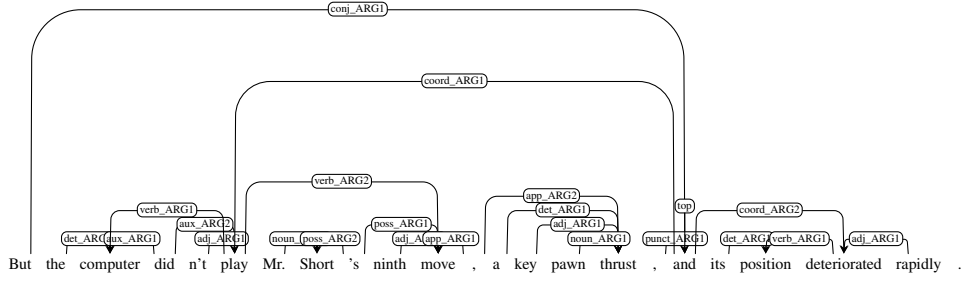 conj_ARG1
coord_ARG1
verb_ARG2
app_ARG2
top
verb_ARG1 det_ARG1 coord_ARG2
aux_ARG2 poss_ARG1 adj_ARG1
aux_ARG1 adj_ARG1 poss_ARG2 app_ARG1 noun_ARG1 punct_ARG1 verb_ARG1 adj_ARG1
But the computer did n't play Mr. Short 's ninth move , a key pawn thrust , and its position deteriorated rapidly .